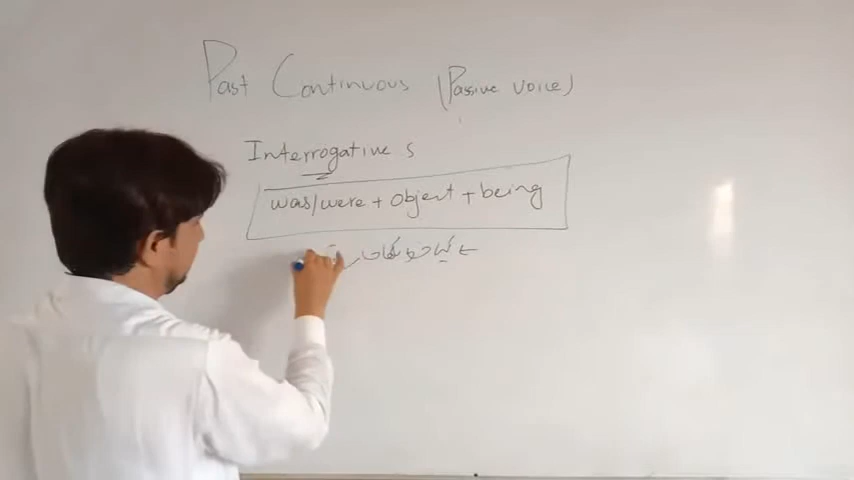 Past Continuous (Passive voice)
Interrogative s
was/were + object + being